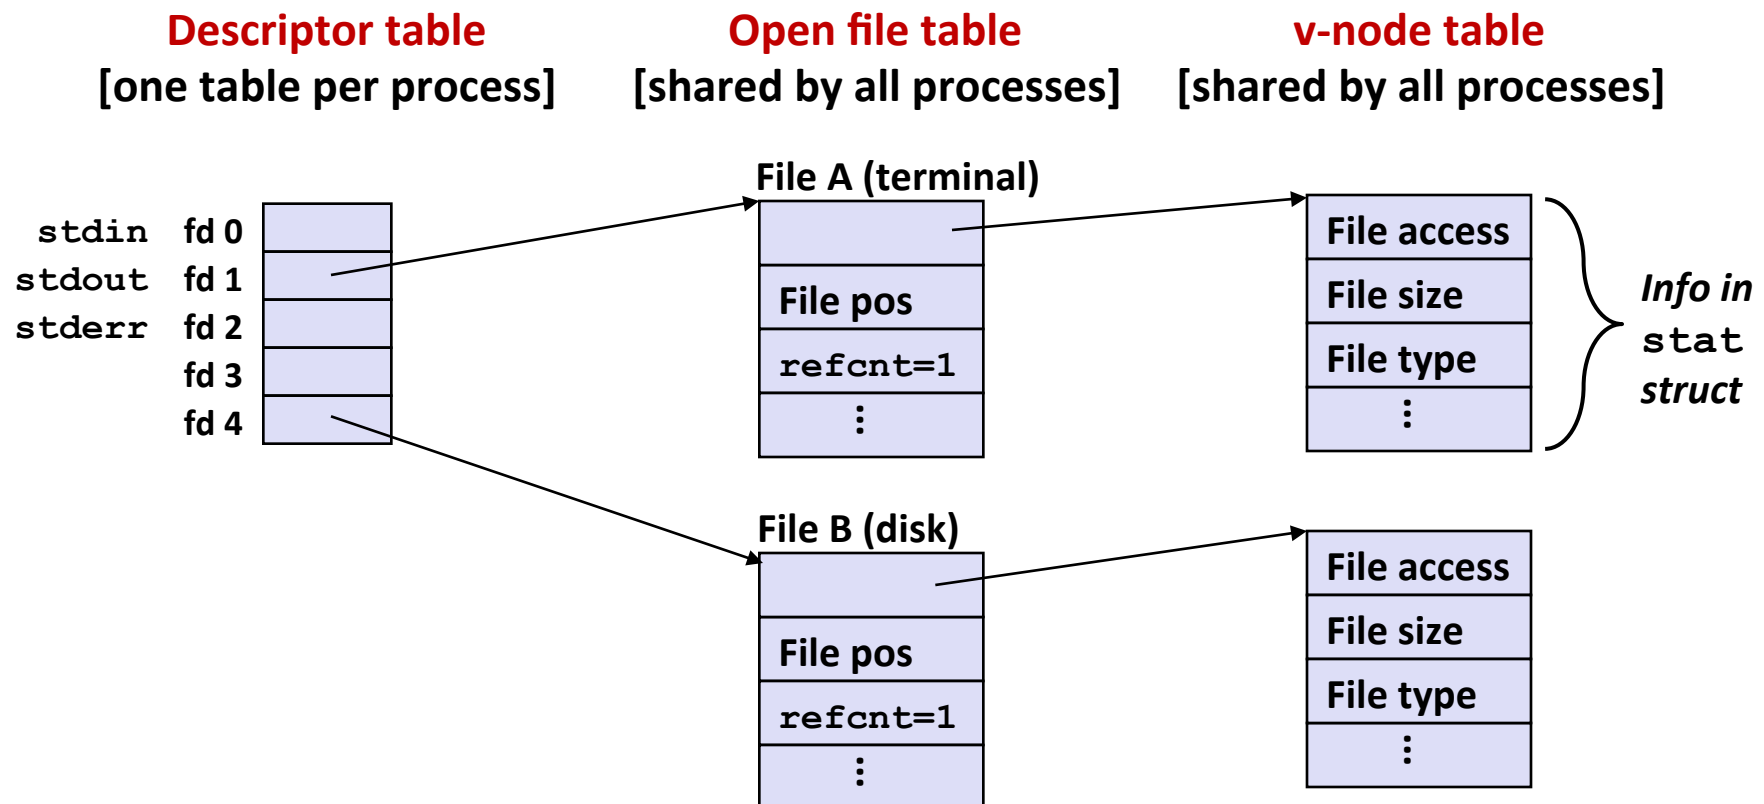 Descriptor table
[one table per process]
Open file table
[shared by all processes]
v-node table
[shared by all processes]
stdin fd 0
stdout fd 1
stderr fd 2
fd 3
fd 4
File A (terminal)
File pos
refcnt=1
⋮
File access
File size
File type
⋮
Info in
stat
struct
File B (disk)
File pos
refcnt=1
⋮
File access
File size
File type
⋮